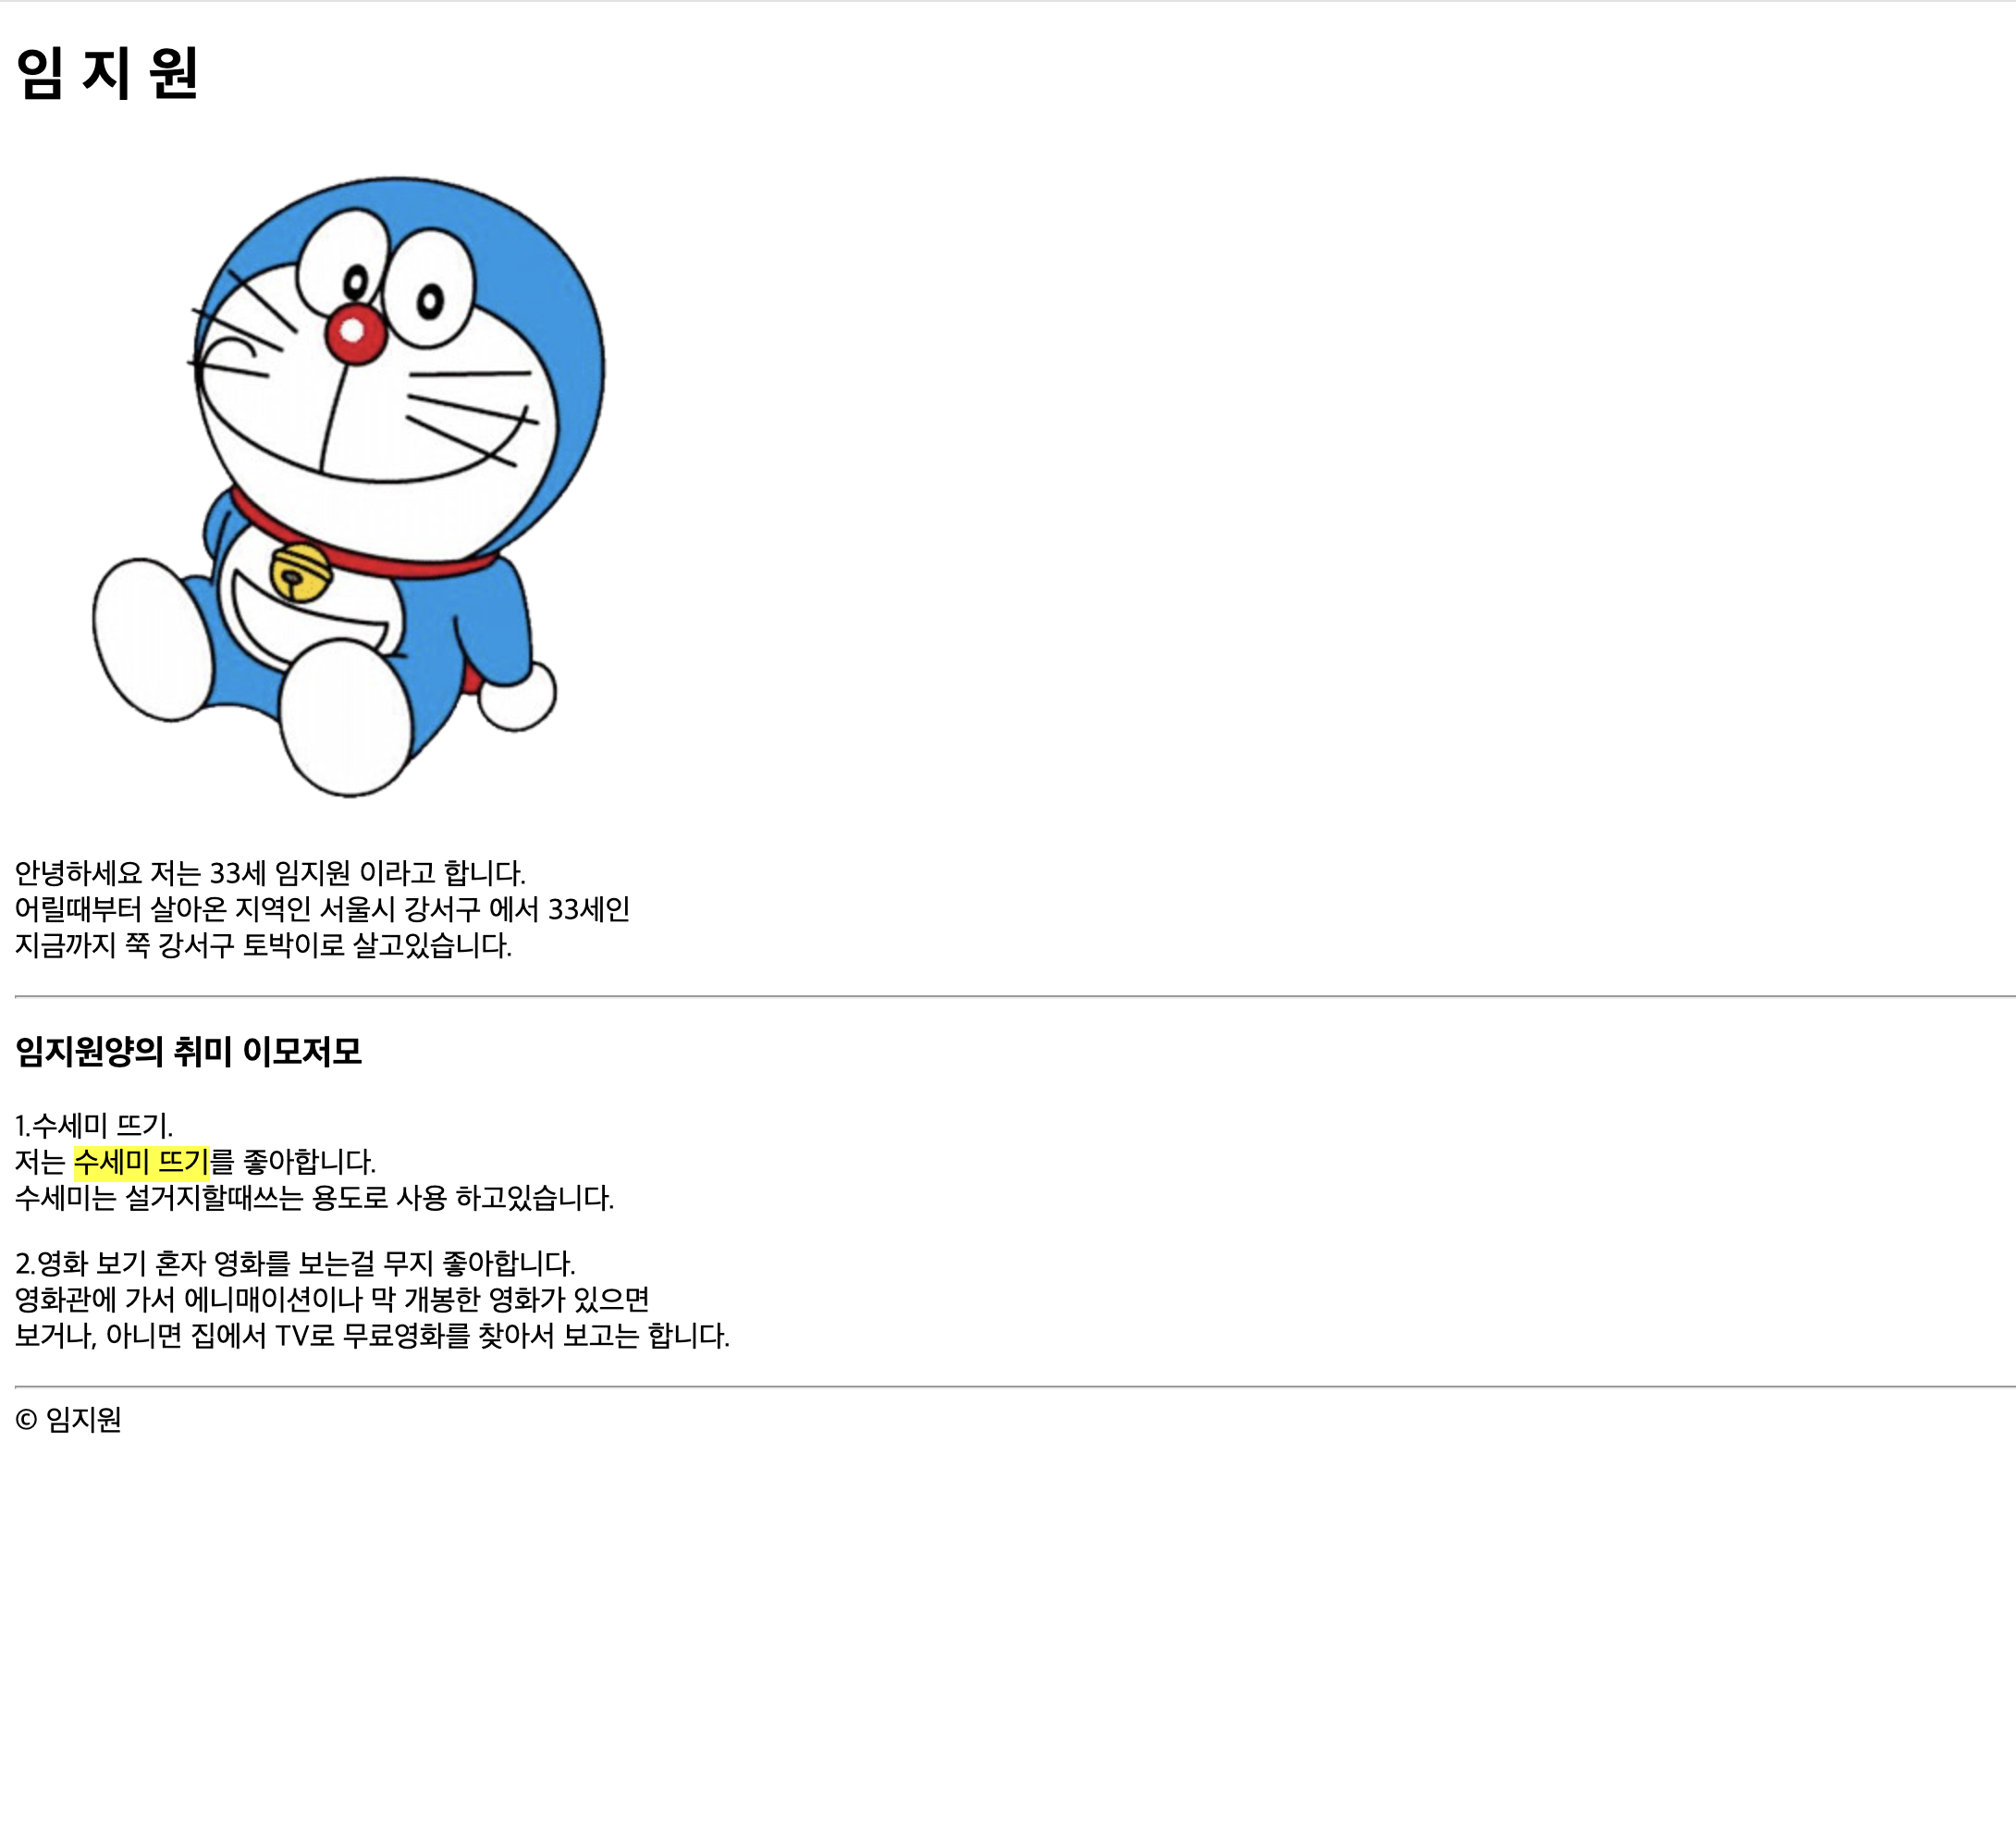 임 지 원
안녕하세요 저는 33세 임지원 이라고 합니다.
어릴때부터 살아온 지역인 서울시 강서구 에서 33세인
지금까지 쭉 강서구 토박이로 살고있습니다.
임지원양의 취미 이모저모
1.수세미 뜨기.
저는 수세미 뜨기를 좋아합니다.
수세미는 설거지할때쓰는 용도로 사용 하고있습니다.
2.영화 보기 혼자 영화를 보는걸 무지 좋아합니다.
영화관에 가서 에니매이션이나 막 개봉한 영화가 있으면
보거나, 아니면 집에서 TV로 무료영화를 찾아서 보고는 합니다.
© 임지원